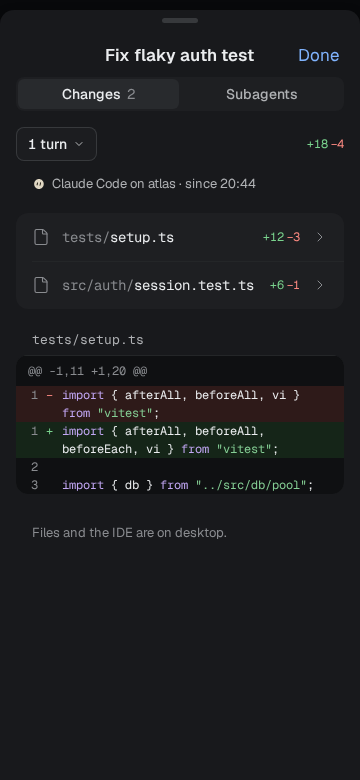 Fix flaky auth test
Done
Changes 2
Subagents
1 turn
+18 −4
Claude Code on atlas · since 20:44
tests/setup.ts +12 −3
src/auth/session.test.ts +6 −1
tests/setup.ts
@@ -1,11 +1,20 @@
1 − import { afterAll, beforeAll, vi }
from "vitest";
1 + import { afterAll, beforeAll,
beforeEach, vi } from "vitest";
2
3 import { db } from "../src/db/pool";
Files and the IDE are on desktop.